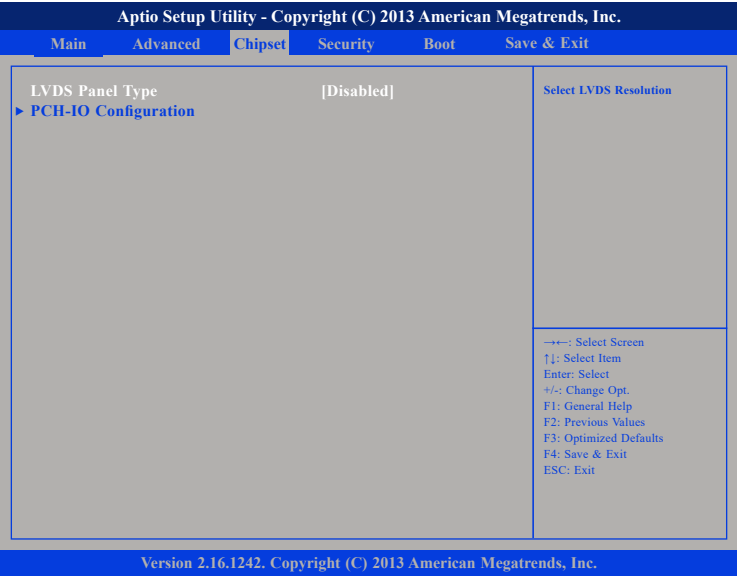 Aptio Setup Utility - Copyright (C) 2013 American Megatrends, Inc.
Main Advanced Chipset Security Boot Save & Exit
LVDS Panel Type [Disabled]
► PCH-IO Configuration
Select LVDS Resolution
→←: Select Screen
↑↓: Select Item
Enter: Select
+/-: Change Opt.
F1: General Help
F2: Previous Values
F3: Optimized Defaults
F4: Save & Exit
ESC: Exit
Version 2.16.1242. Copyright (C) 2013 American Megatrends, Inc.